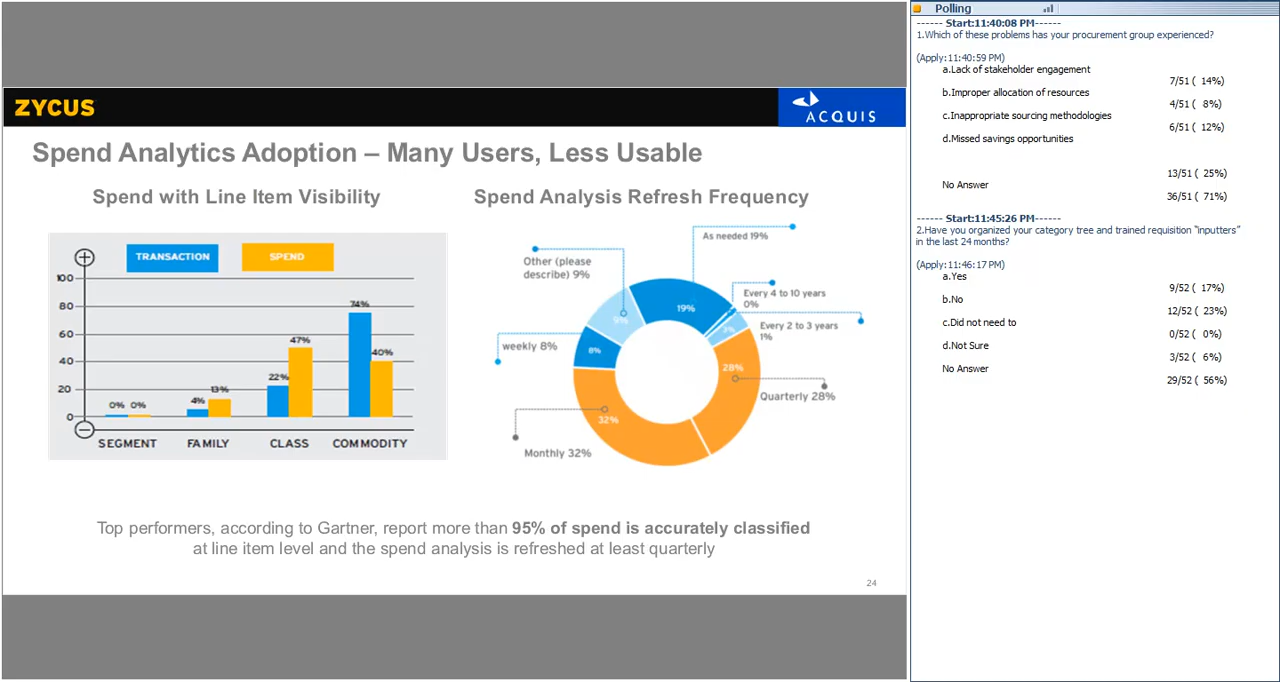 ZYCUS
ACQUIS
Spend Analytics Adoption – Many Users, Less Usable
Spend with Line Item Visibility
TRANSACTION
SPEND
100
80
60
40
20
0
0% 0%
4%
13%
22%
47%
74%
40%
SEGMENT
FAMILY
CLASS
COMMODITY
Spend Analysis Refresh Frequency
As needed 19%
Other (please
describe) 9%
Every 4 to 10 years
0%
Every 2 to 3 years
1%
weekly 8%
Quarterly 28%
Monthly 32%
19%
9%
8%
28%
32%
Top performers, according to Gartner, report more than 95% of spend is accurately classified
at line item level and the spend analysis is refreshed at least quarterly
24
Polling
------ Start:11:40:08 PM------
1.Which of these problems has your procurement group experienced?
(Apply:11:40:59 PM)
a.Lack of stakeholder engagement
7/51 ( 14%)
b.Improper allocation of resources
4/51 ( 8%)
c.Inappropriate sourcing methodologies
6/51 ( 12%)
d.Missed savings opportunities
13/51 ( 25%)
No Answer
36/51 ( 71%)
------ Start:11:45:26 PM------
2.Have you organized your category tree and trained requisition “inputters”
in the last 24 months?
(Apply:11:46:17 PM)
a.Yes
9/52 ( 17%)
b.No
12/52 ( 23%)
c.Did not need to
0/52 ( 0%)
d.Not Sure
3/52 ( 6%)
No Answer
29/52 ( 56%)